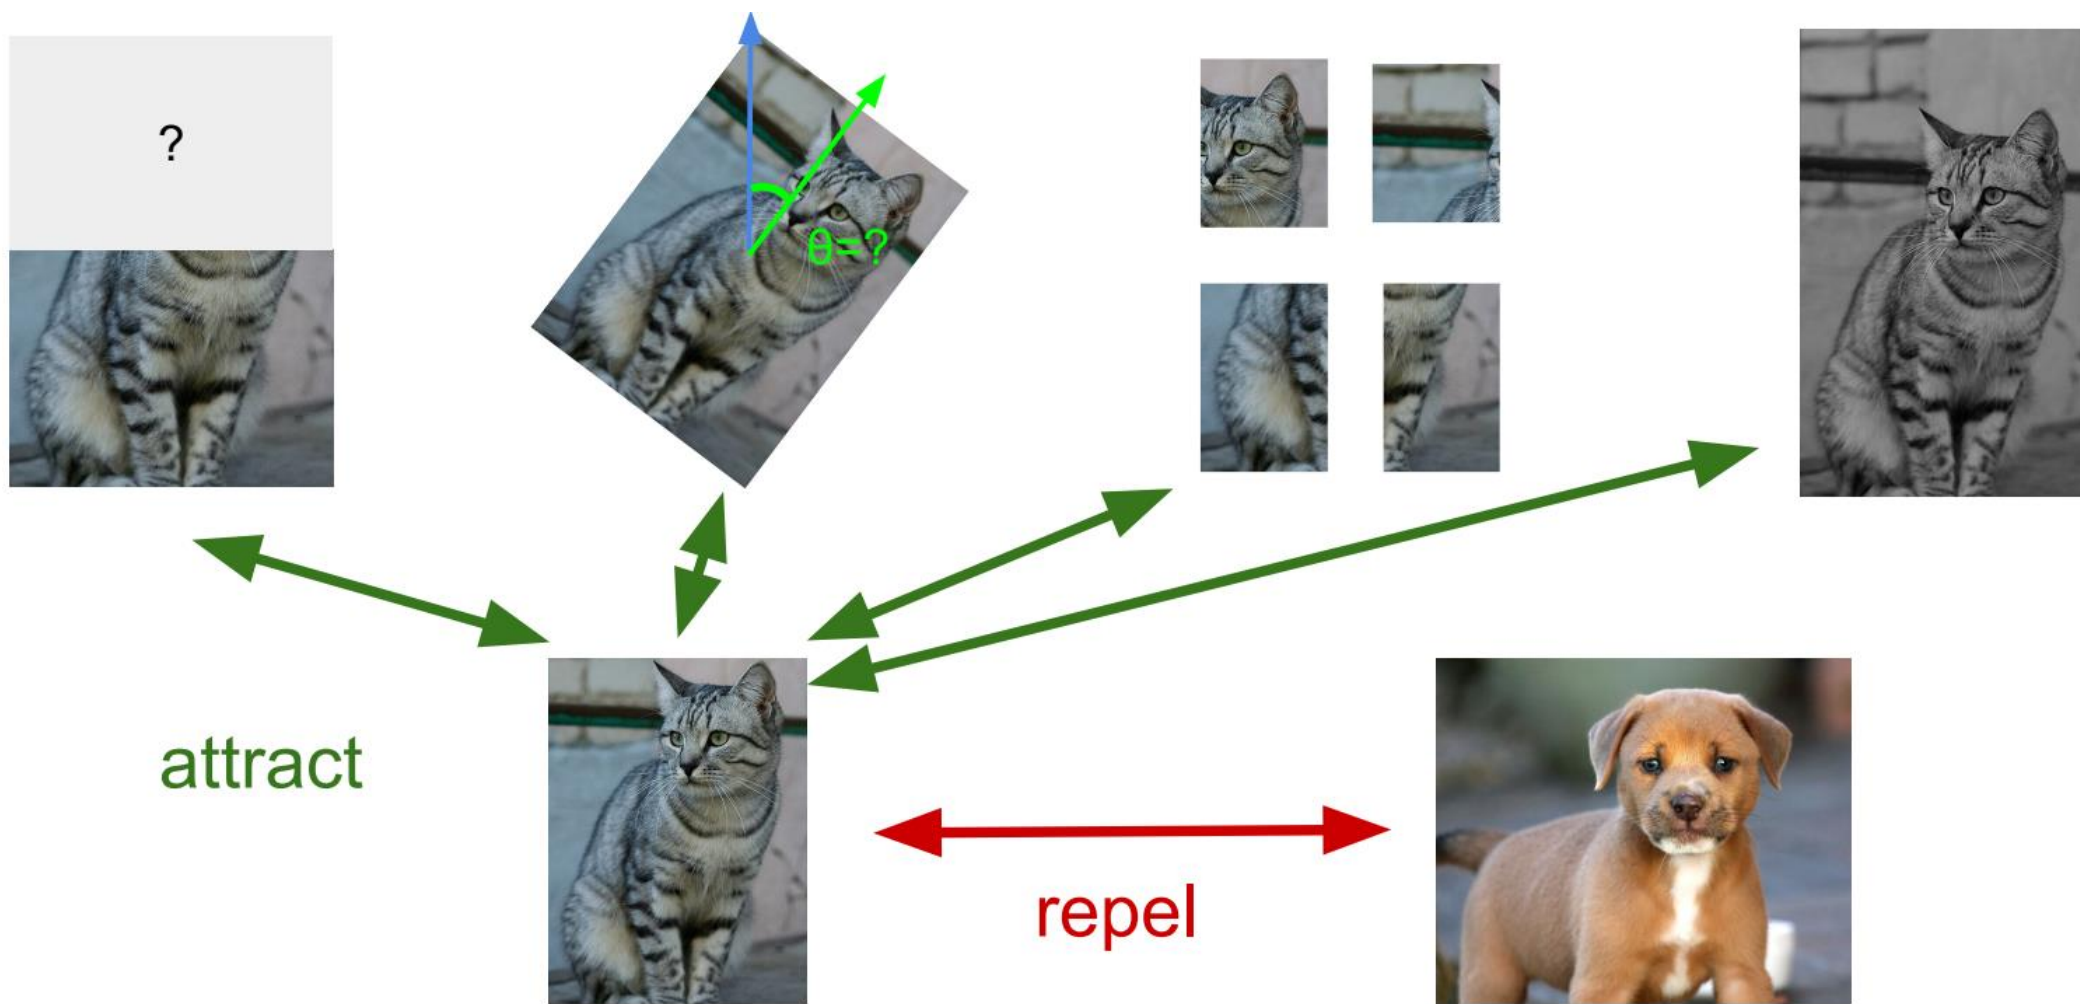 ?
θ=?
attract
repel